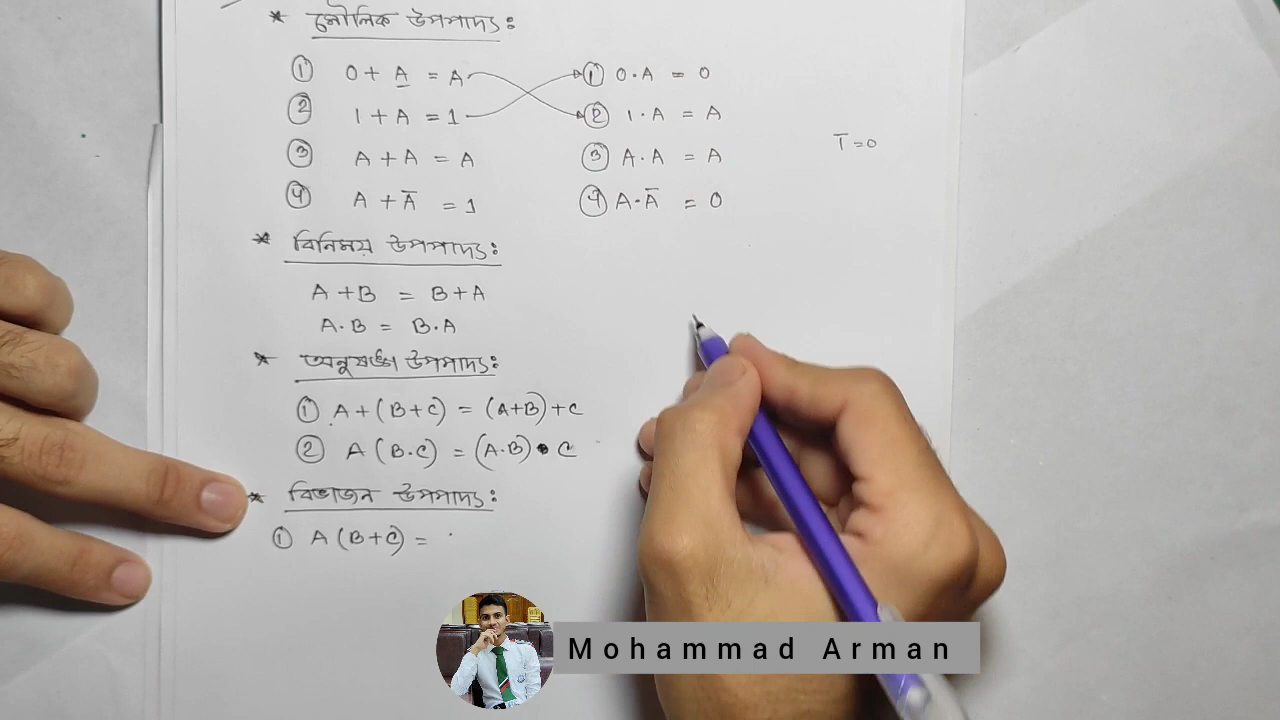 * মৌলিক উপপাদ্য:
① 0 + A = A
② 1 + A = 1
③ A + A = A
④ A + Ā = 1
① 0 · A = 0
② 1 · A = A
③ A · A = A
④ A · Ā = 0
T = 0
* বিনিময় উপপাদ্য:
A + B = B + A
A · B = B · A
* অনুষঙ্গ উপপাদ্য:
① A + (B + C) = (A + B) + C
② A (B · C) = (A · B) · C
* বিভাজন উপপাদ্য:
① A (B + C) =
Mohammad Arman